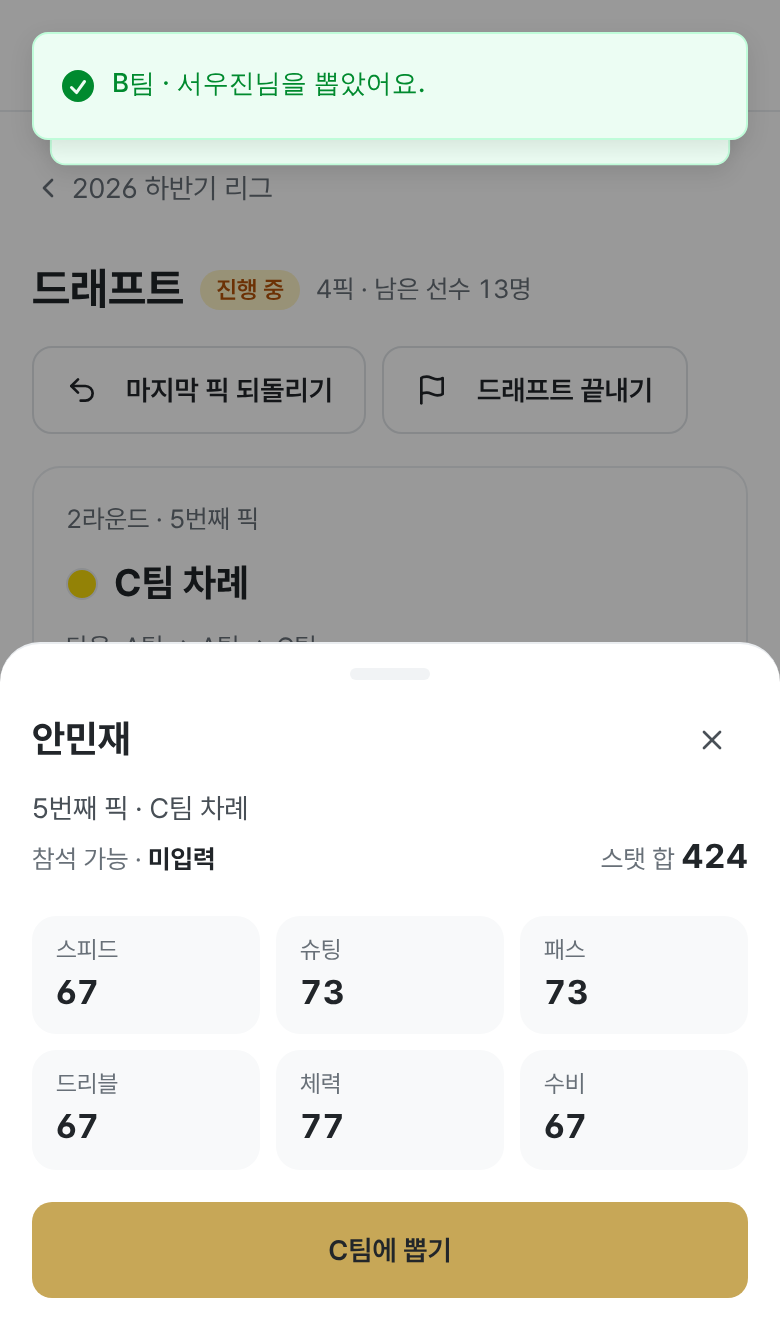 B팀 · 서우진님을 뽑았어요.
2026 하반기 리그
드래프트 진행 중 4픽 · 남은 선수 13명
마지막 픽 되돌리기 드래프트 끝내기
2라운드 · 5번째 픽
C팀 차례
안민재
5번째 픽 · C팀 차례
참석 가능 · 미입력 스탯 합 424
스피드 슈팅 패스
67 73 73
드리블 체력 수비
67 77 67
C팀에 뽑기